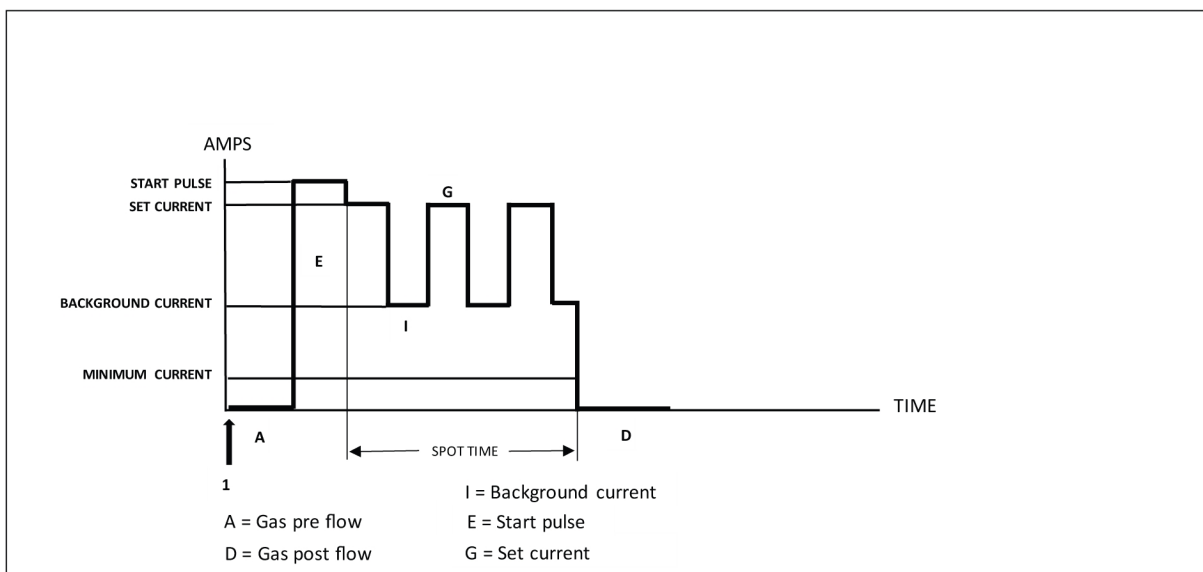 AMPS
START PULSE
SET CURRENT
G
E
BACKGROUND CURRENT
I
MINIMUM CURRENT
TIME
A
D
SPOT TIME
1
I = Background current
A = Gas pre flow
E = Start pulse
D = Gas post flow
G = Set current